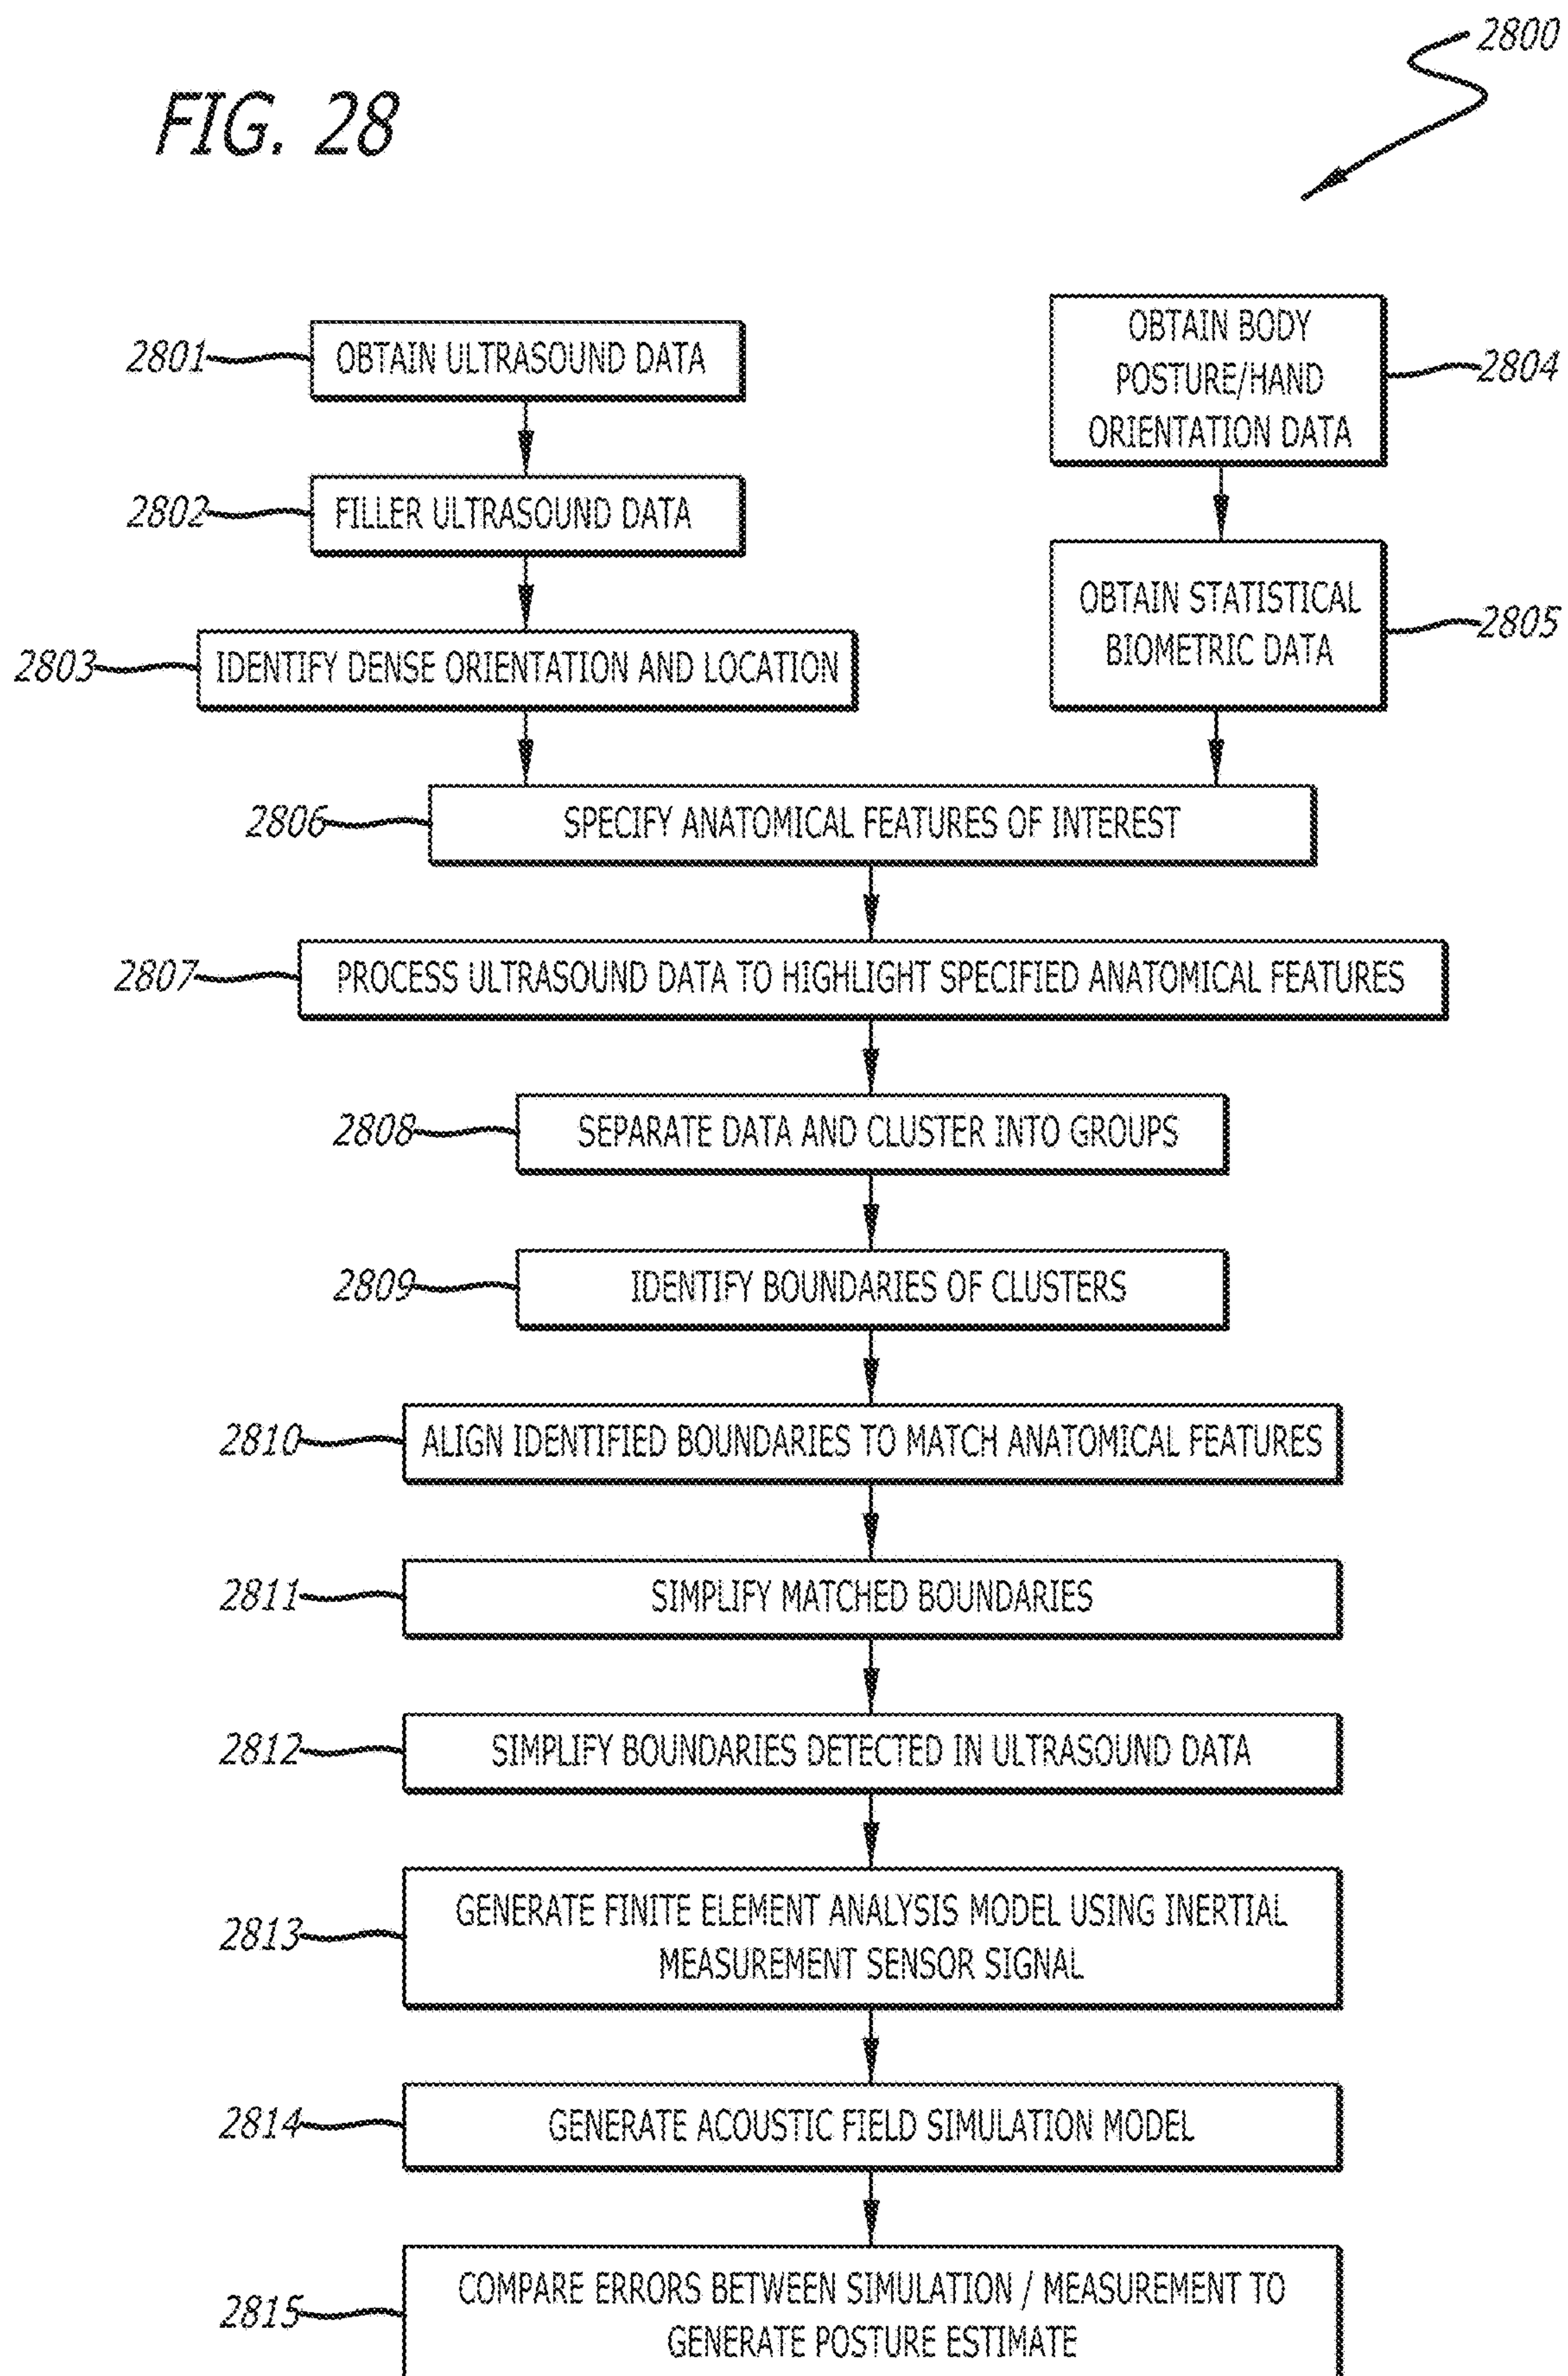 2800
FIG. 28
2801
OBTAIN ULTRASOUND DATA
2802
FILLER ULTRASOUND DATA
2803
IDENTIFY DENSE ORIENTATION AND LOCATION
OBTAIN BODY
POSTURE/HAND
ORIENTATION DATA
2804
OBTAIN STATISTICAL
BIOMETRIC DATA
2805
2806
SPECIFY ANATOMICAL FEATURES OF INTEREST
2807
PROCESS ULTRASOUND DATA TO HIGHLIGHT SPECIFIED ANATOMICAL FEATURES
2808
SEPARATE DATA AND CLUSTER INTO GROUPS
2809
IDENTIFY BOUNDARIES OF CLUSTERS
2810
ALIGN IDENTIFIED BOUNDARIES TO MATCH ANATOMICAL FEATURES
2811
SIMPLIFY MATCHED BOUNDARIES
2812
SIMPLIFY BOUNDARIES DETECTED IN ULTRASOUND DATA
2813
GENERATE FINITE ELEMENT ANALYSIS MODEL USING INERTIAL
MEASUREMENT SENSOR SIGNAL
2814
GENERATE ACOUSTIC FIELD SIMULATION MODEL
2815
COMPARE ERRORS BETWEEN SIMULATION / MEASUREMENT TO
GENERATE POSTURE ESTIMATE